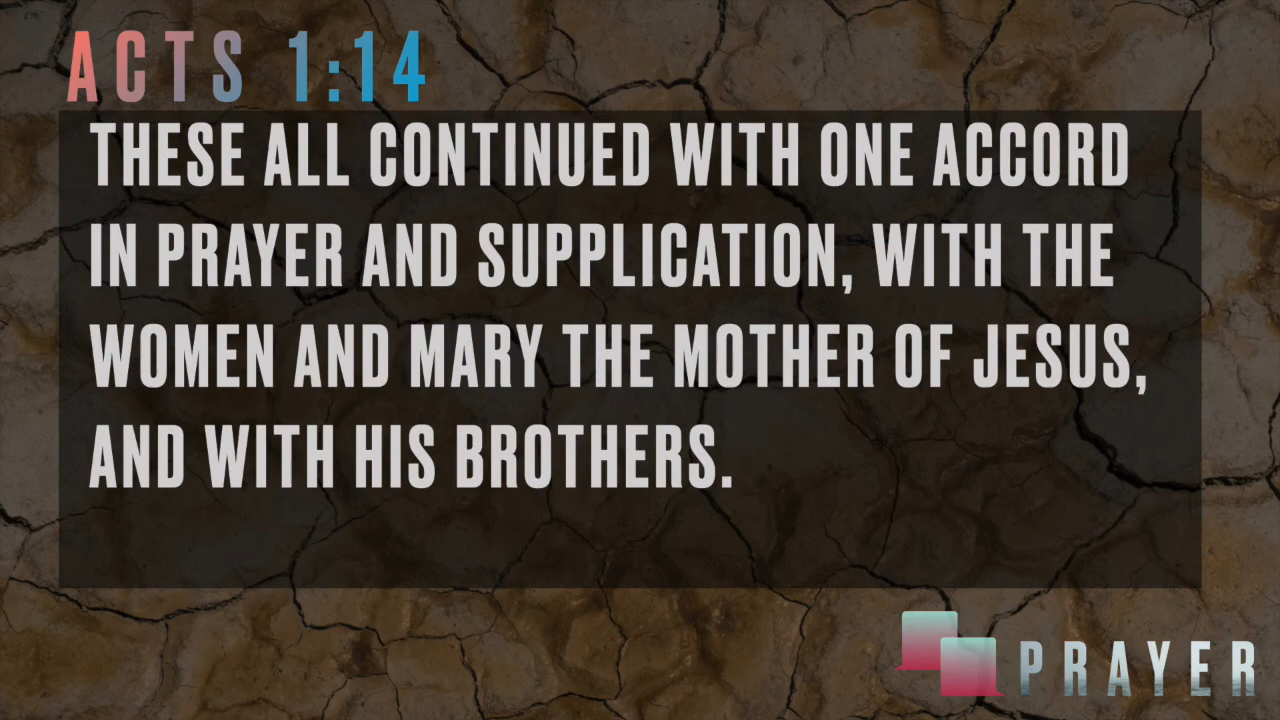 ACTS 1:14
THESE ALL CONTINUED WITH ONE ACCORD
IN PRAYER AND SUPPLICATION, WITH THE
WOMEN AND MARY THE MOTHER OF JESUS,
AND WITH HIS BROTHERS.
PRAYER